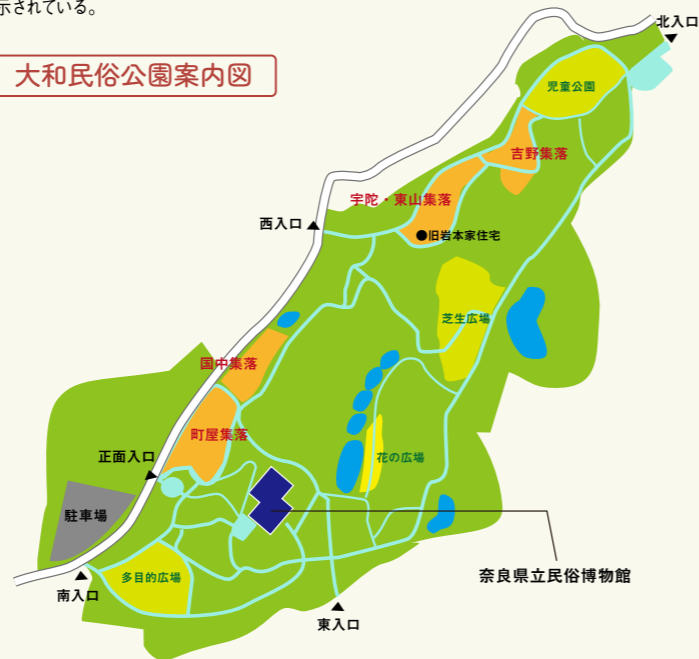 示されている。
大和民俗公園案内図
北入口
児童公園
吉野集落
宇陀・東山集落
西入口
●旧岩本家住宅
芝生広場
国中集落
町屋集落
正面入口
花の広場
駐車場
多目的広場
奈良県立民俗博物館
南入口
東入口